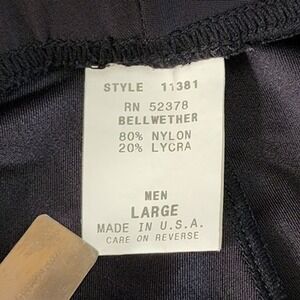 STYLE 11381
RN 52378
BELLWETHER
80% NYLON
20% LYCRA
MEN
LARGE
MADE IN U.S.A.
CARE ON REVERSE